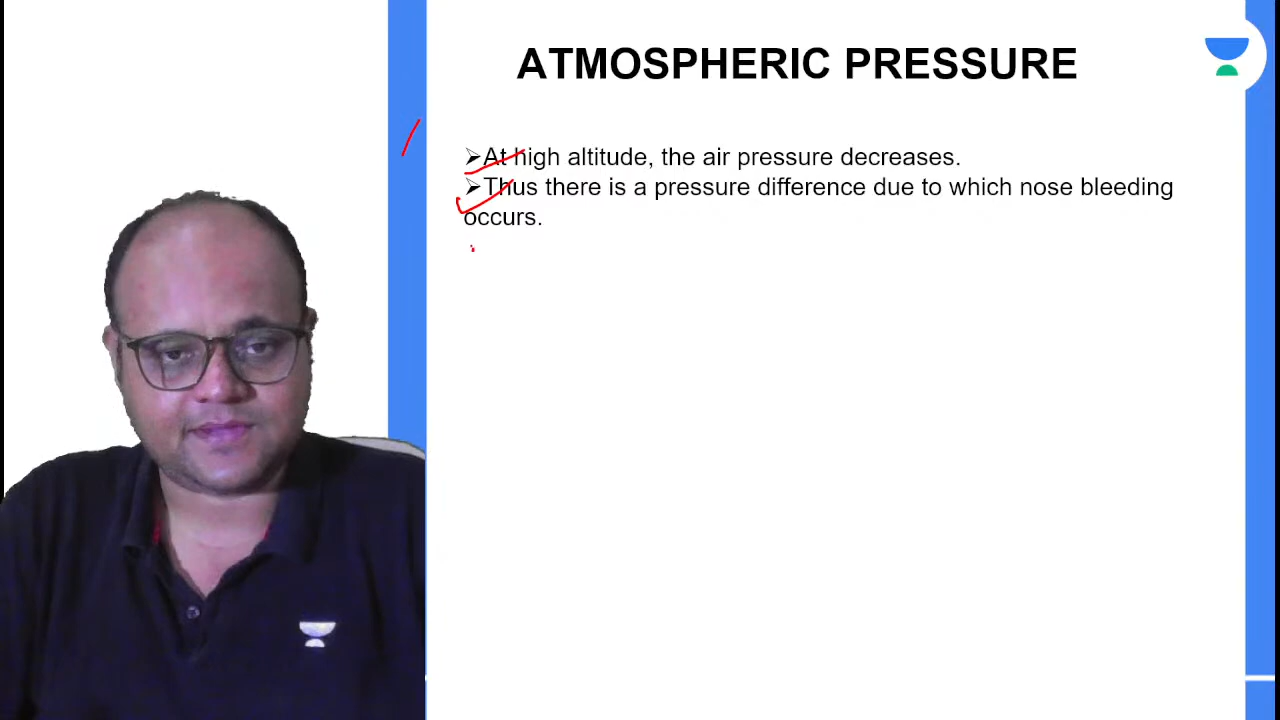 ATMOSPHERIC PRESSURE
➢At high altitude, the air pressure decreases.
➢Thus there is a pressure difference due to which nose bleeding
occurs.